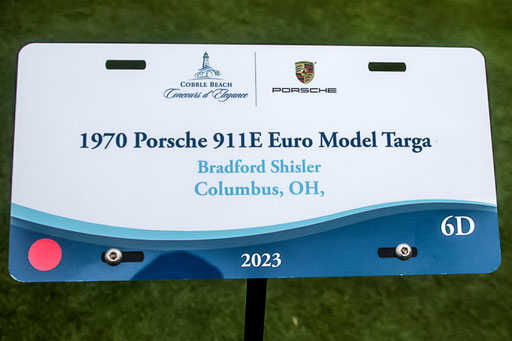 COBBLE BEACH
Concours d'Elegance
PORSCHE
1970 Porsche 911E Euro Model Targa
Bradford Shisler
Columbus, OH,
6D
2023